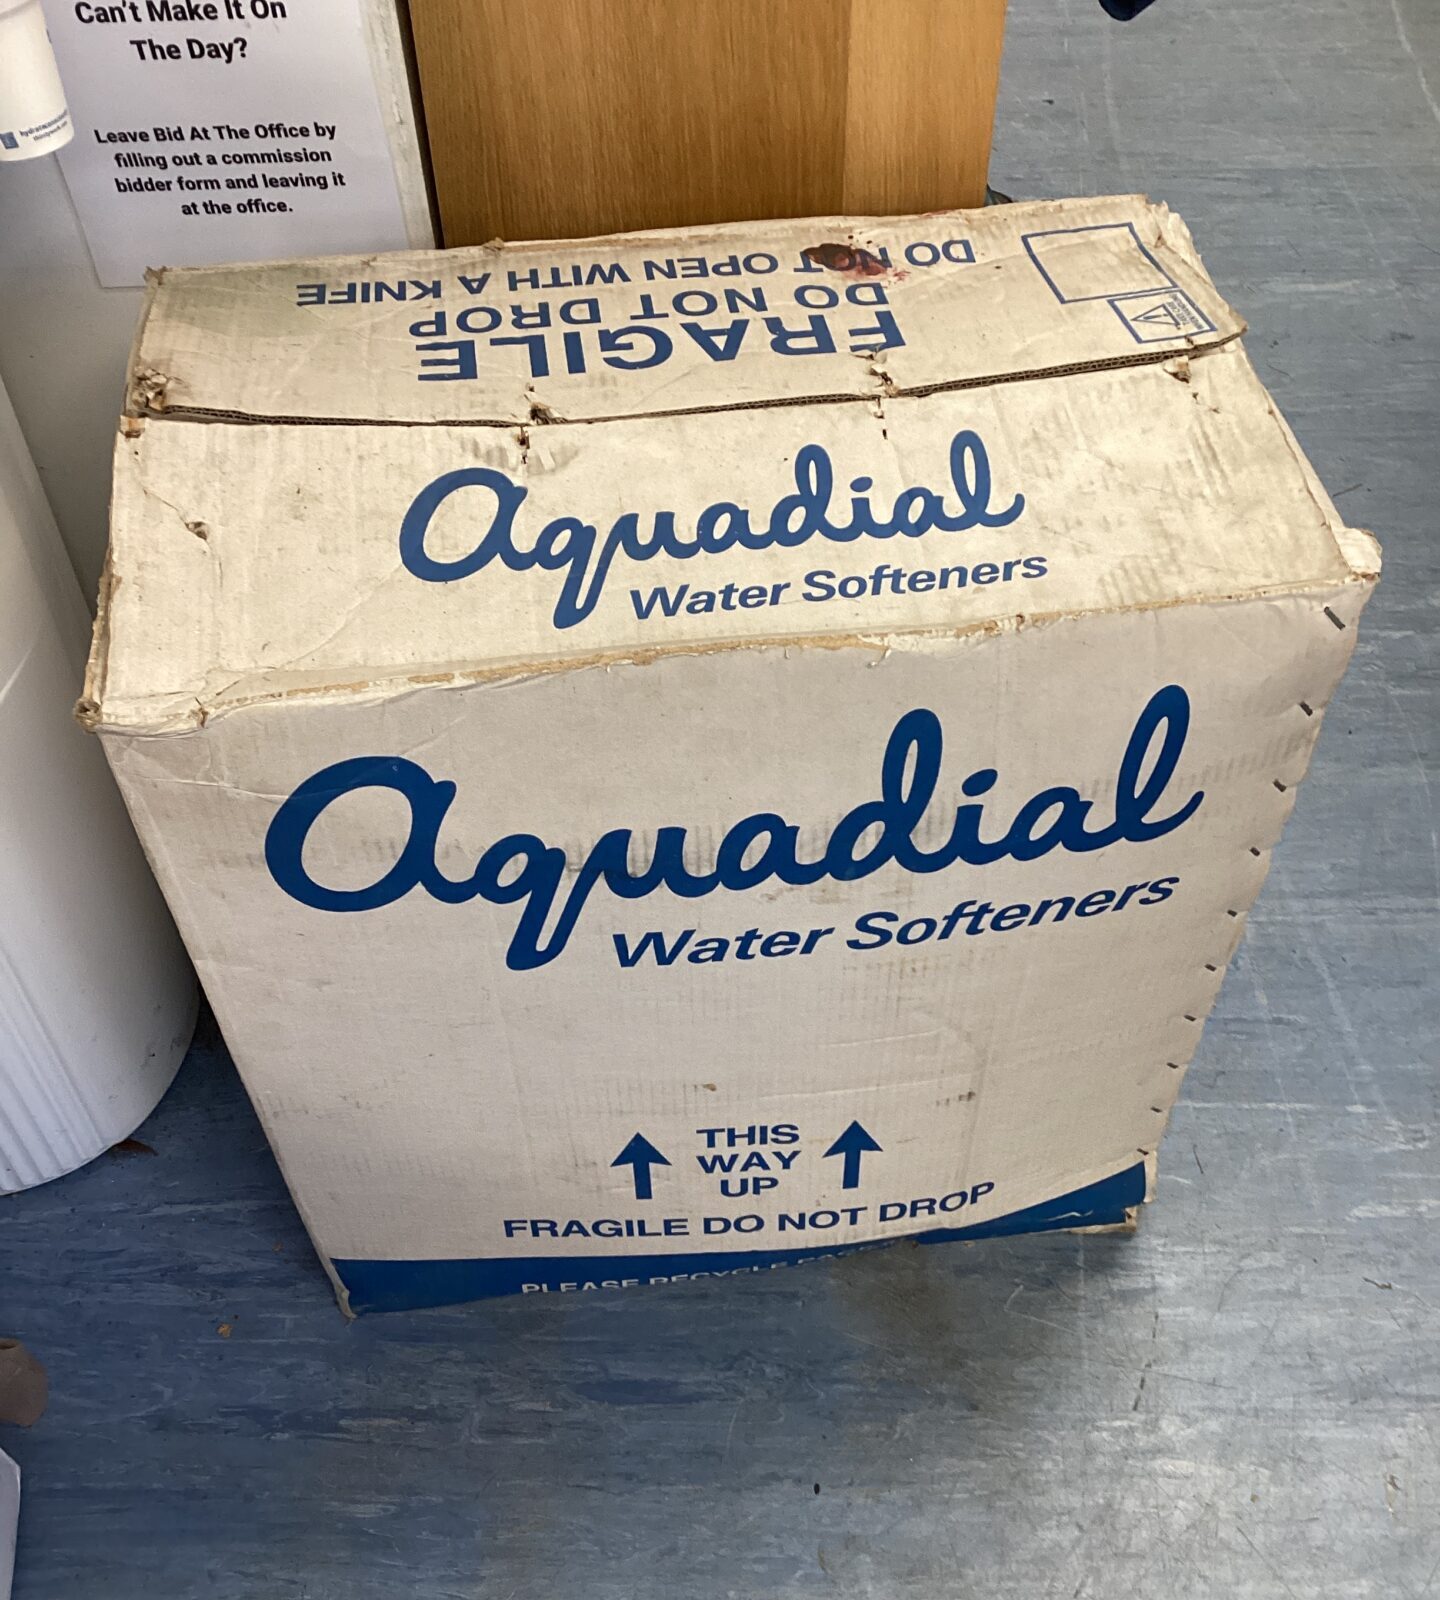 Can't Make It On
The Day?
Leave Bid At The Office by
filling out a commission
bidder form and leaving it
at the office.
DO NOT OPEN WITH A KNIFE
DO NOT DROP
FRAGILE
Aquadial
Water Softeners
Aquadial
Water Softeners
THIS
WAY
UP
FRAGILE DO NOT DROP
PLEASE RECYCLE